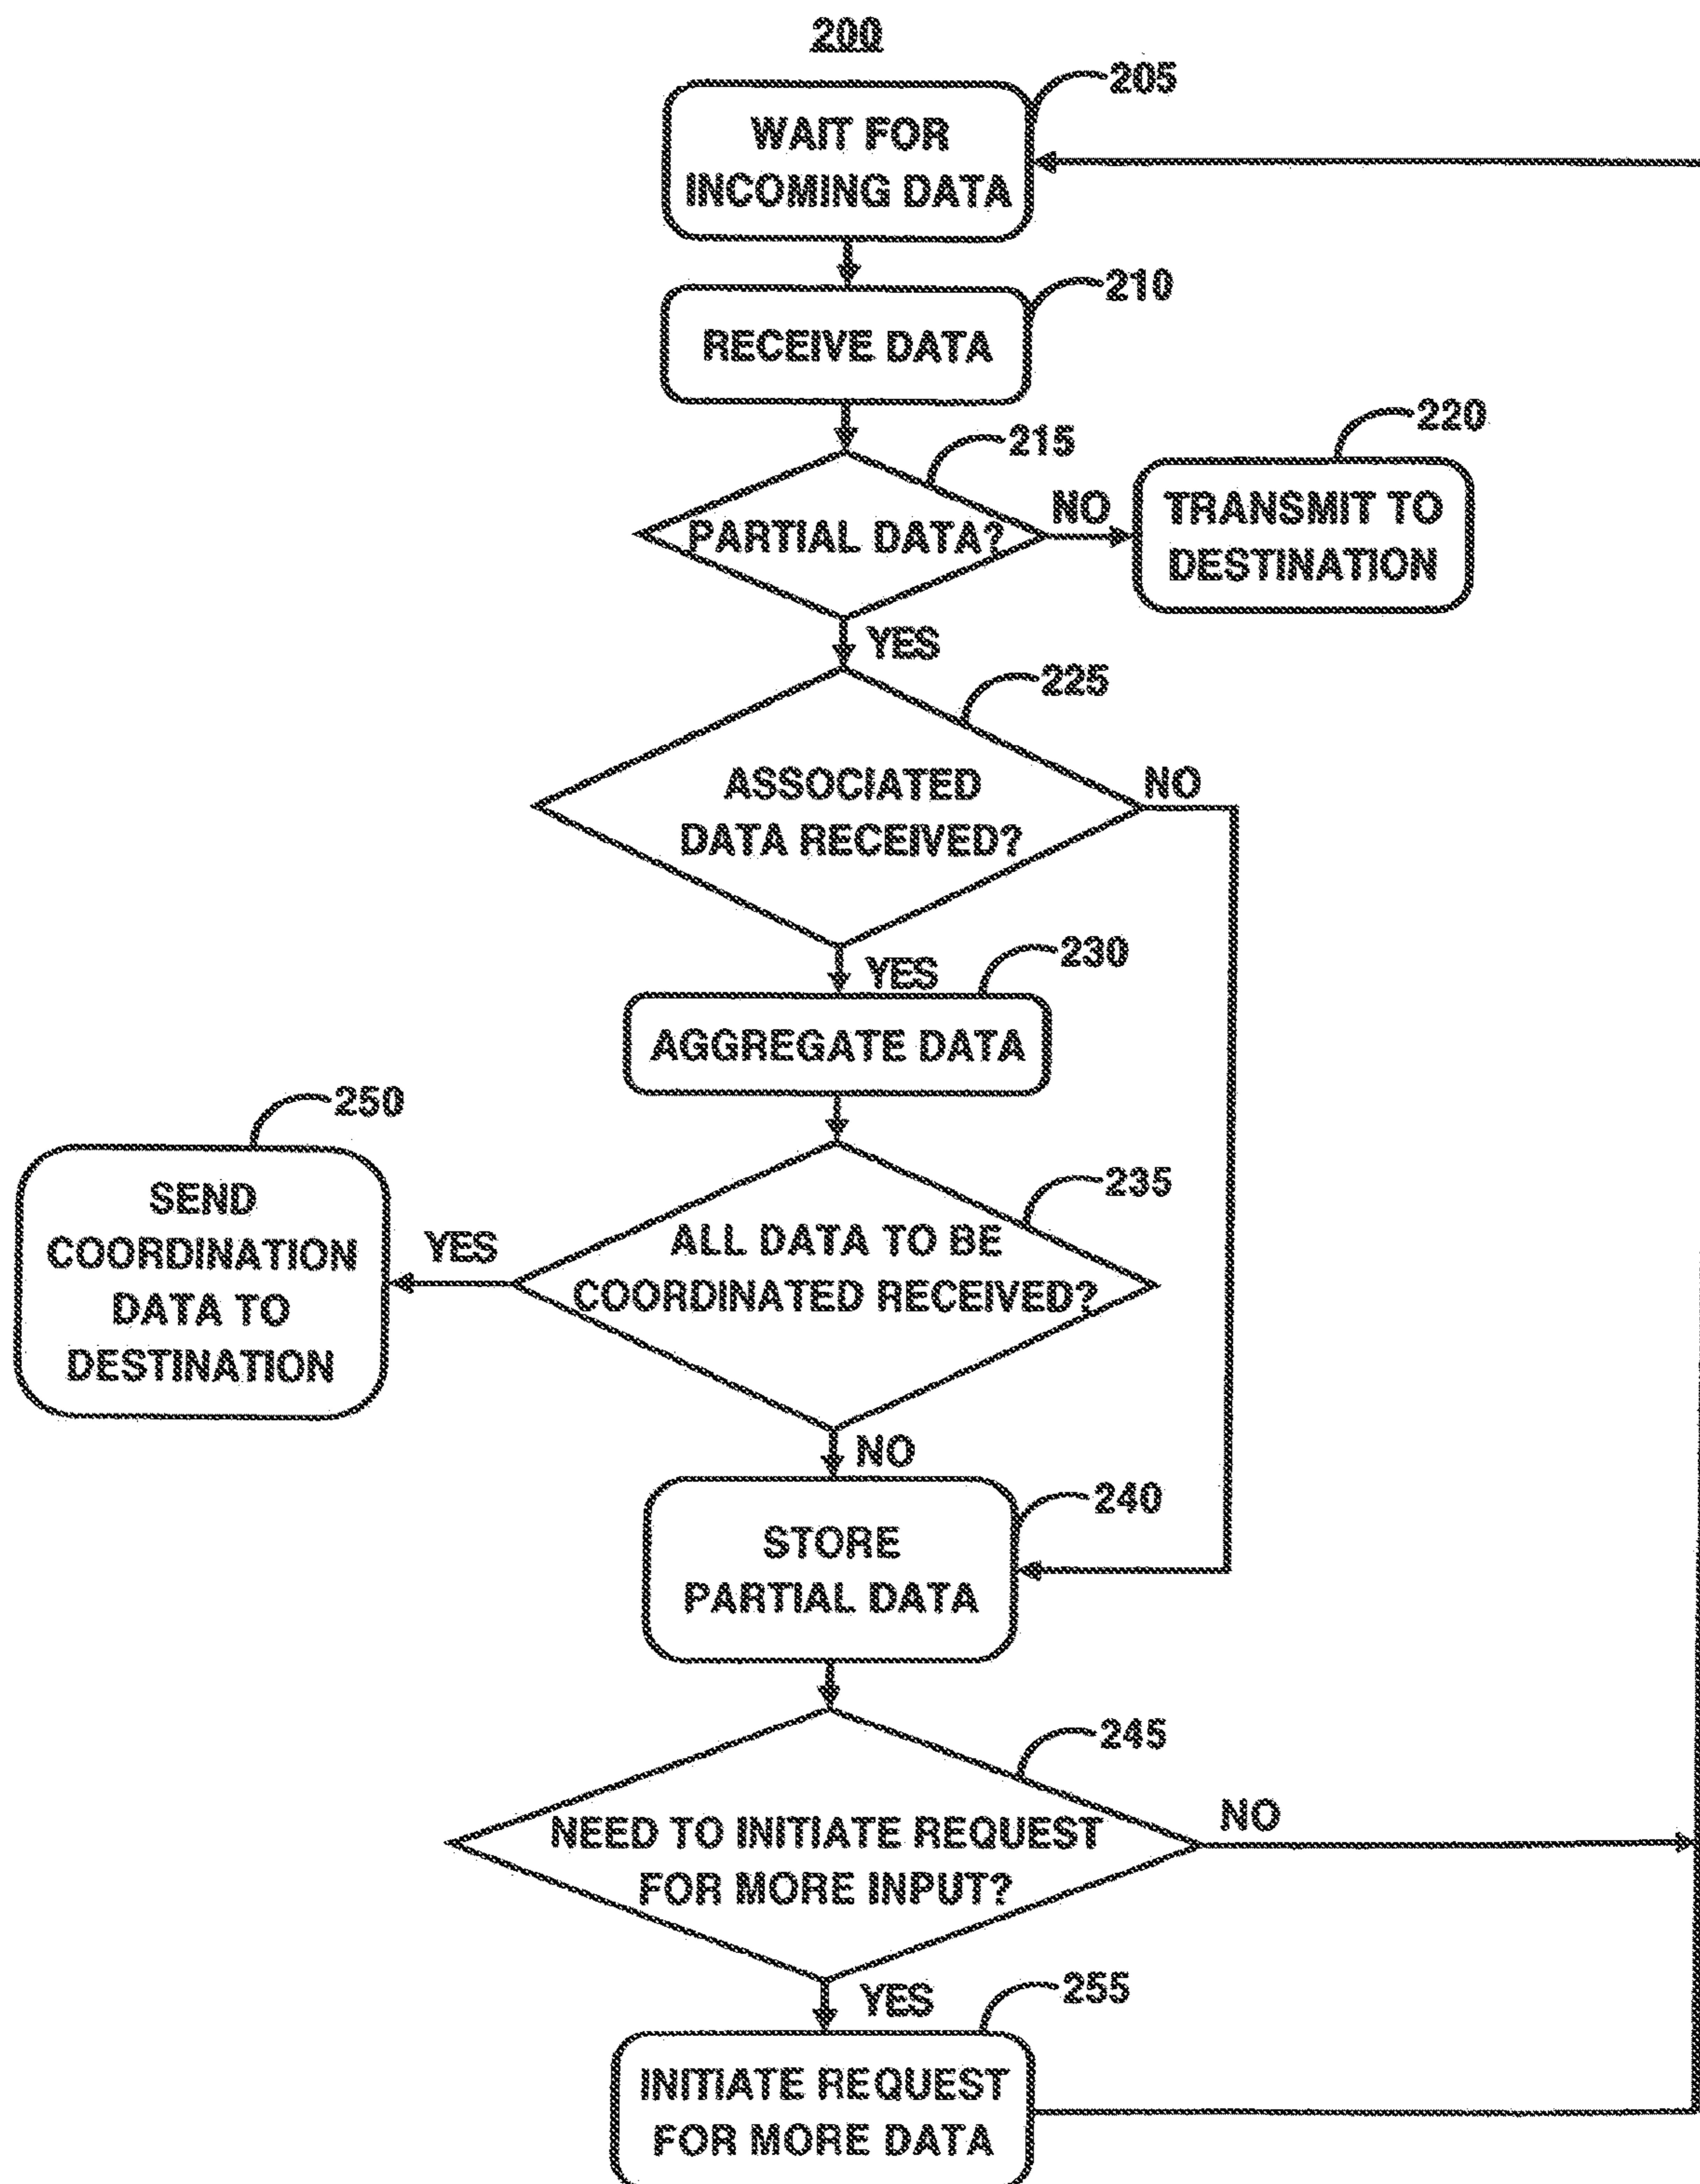 200
205
WAIT FOR
INCOMING DATA
210
RECEIVE DATA
215
PARTIAL DATA?
NO
220
TRANSMIT TO
DESTINATION
YES
225
ASSOCIATED
DATA RECEIVED?
NO
YES
230
AGGREGATE DATA
235
ALL DATA TO BE
COORDINATED RECEIVED?
YES
250
SEND
COORDINATION
DATA TO
DESTINATION
NO
240
STORE
PARTIAL DATA
245
NEED TO INITIATE REQUEST
FOR MORE INPUT?
NO
YES
255
INITIATE REQUEST
FOR MORE DATA